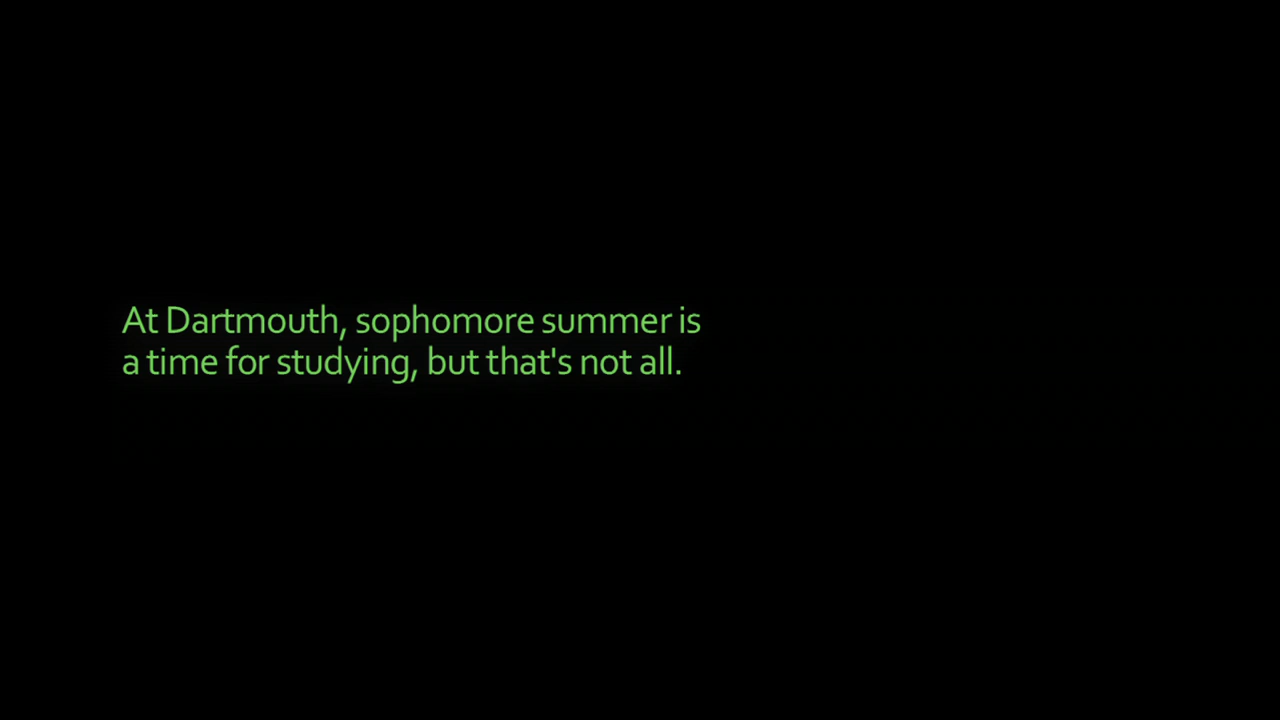 At Dartmouth, sophomore summer is
a time for studying, but that's not all.